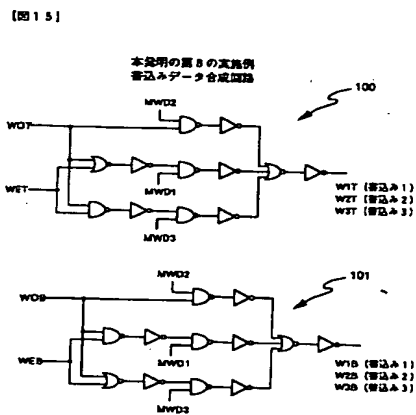 [図15]
本発明の第8の実施例
書込みデータ合成回路
100
MWD2
WDT
MWD1
WET
MWD3
W1T (書込み1)
W2T (書込み2)
W3T (書込み3)
101
MWD2
WDB
MWD1
WEB
MWD3
W1B (書込み1)
W2B (書込み2)
W3B (書込み3)